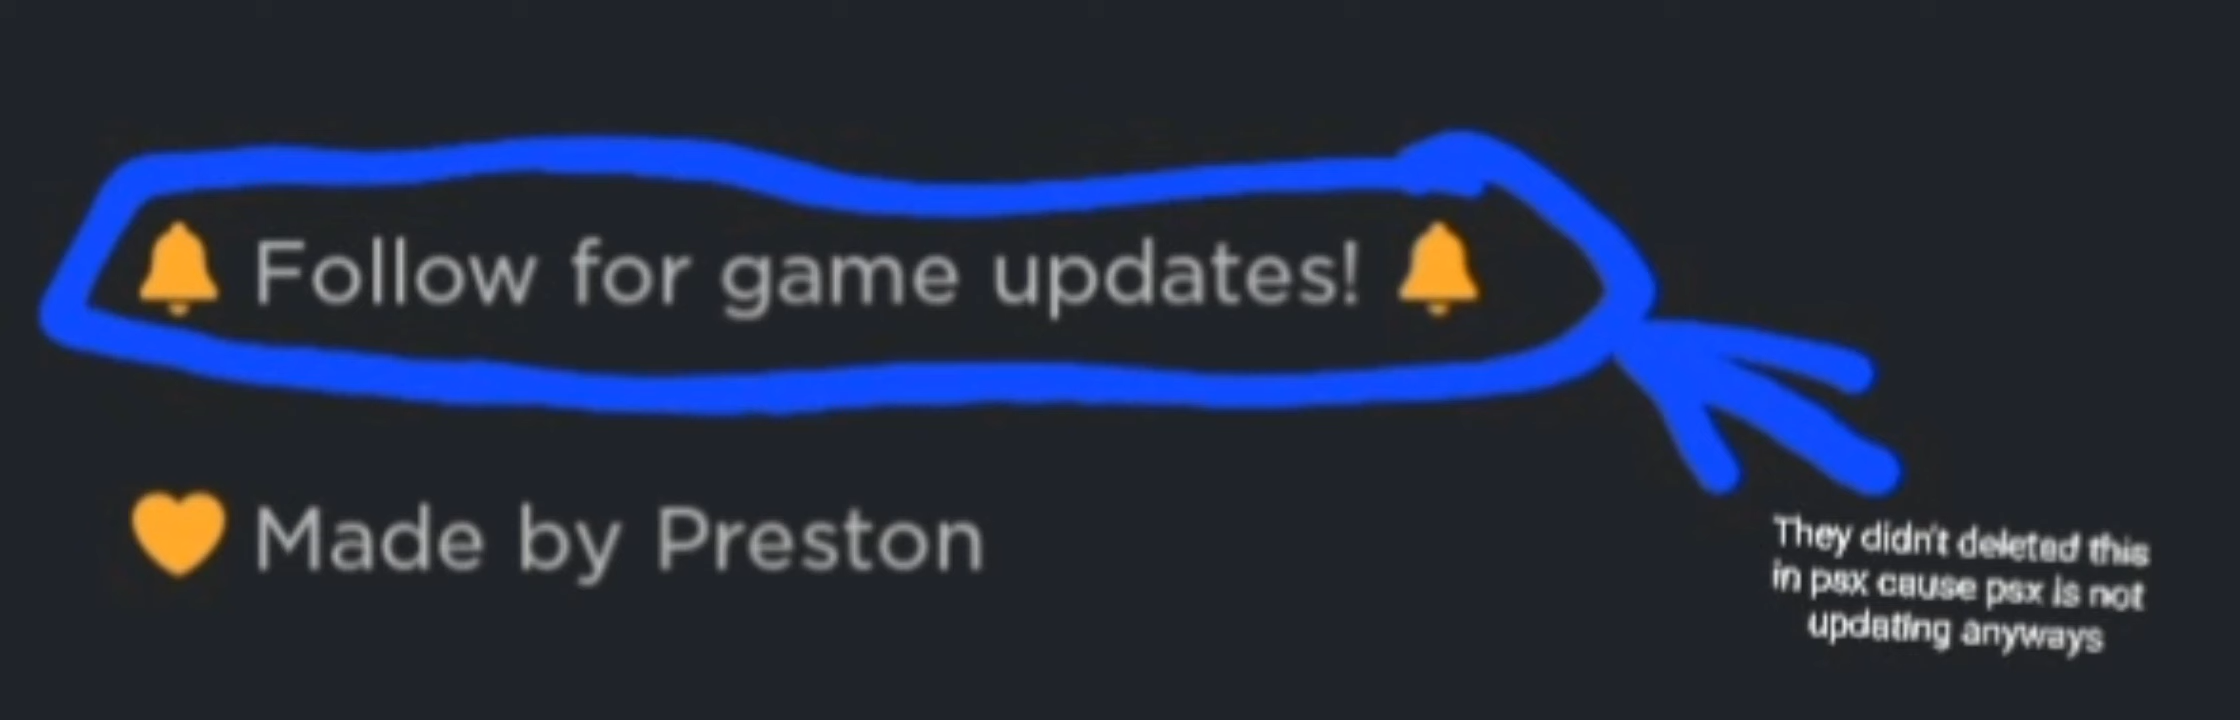 🔔 Follow for game updates! 🔔
🧡 Made by Preston
They didn't deleted this
in psx cause psx is not
updating anyways